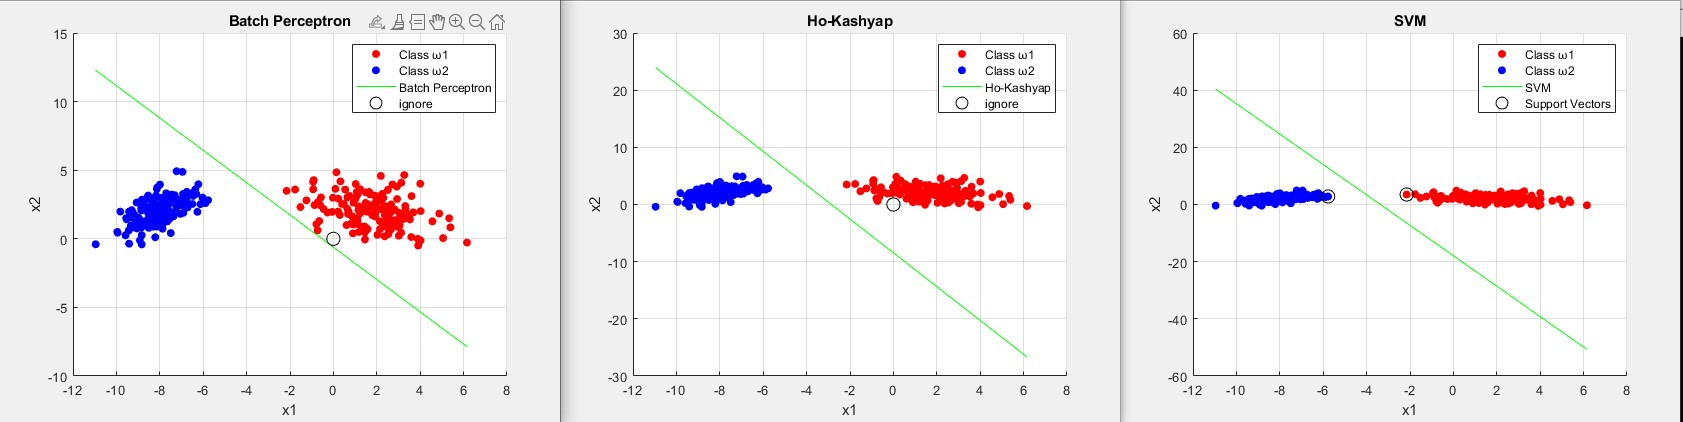 Batch Perceptron
15
10
5
0
-5
-10
-12 -10 -8 -6 -4 -2 0 2 4 6 8
x1
x2
Class ω1
Class ω2
Batch Perceptron
ignore
Ho-Kashyap
30
20
10
0
-10
-20
-30
-12 -10 -8 -6 -4 -2 0 2 4 6 8
x1
x2
Class ω1
Class ω2
Ho-Kashyap
ignore
SVM
60
40
20
0
-20
-40
-60
-12 -10 -8 -6 -4 -2 0 2 4 6 8
x1
x2
Class ω1
Class ω2
SVM
Support Vectors